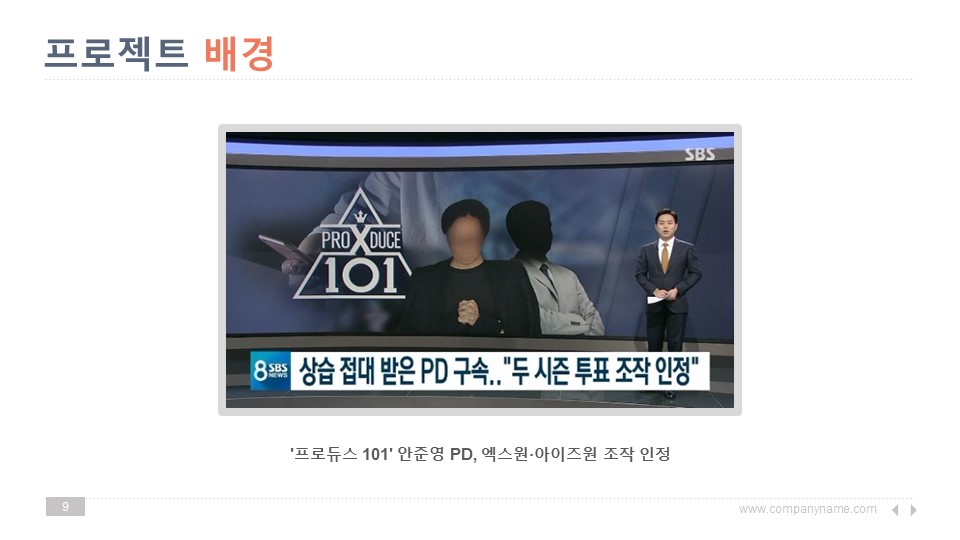 프로젝트 배경
SBS
PRO X DUCE
101
8 SBS NEWS 상습 접대 받은 PD 구속.. "두 시즌 투표 조작 인정"
'프로듀스 101' 안준영 PD, 엑스원·아이즈원 조작 인정
9
www.companyname.com